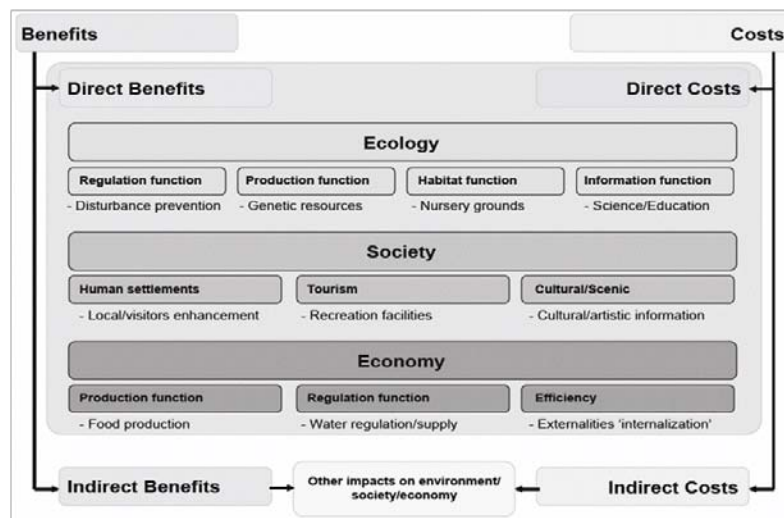 Benefits
Costs
Direct Benefits
Direct Costs
Ecology
Regulation function
Production function
Habitat function
Information function
- Disturbance prevention
- Genetic resources
- Nursery grounds
- Science/Education
Society
Human settlements
Tourism
Cultural/Scenic
- Local/visitors enhancement
- Recreation facilities
- Cultural/artistic information
Economy
Production function
Regulation function
Efficiency
- Food production
- Water regulation/supply
- Externalities 'internalization'
Indirect Benefits
Other impacts on environment/
society/economy
Indirect Costs